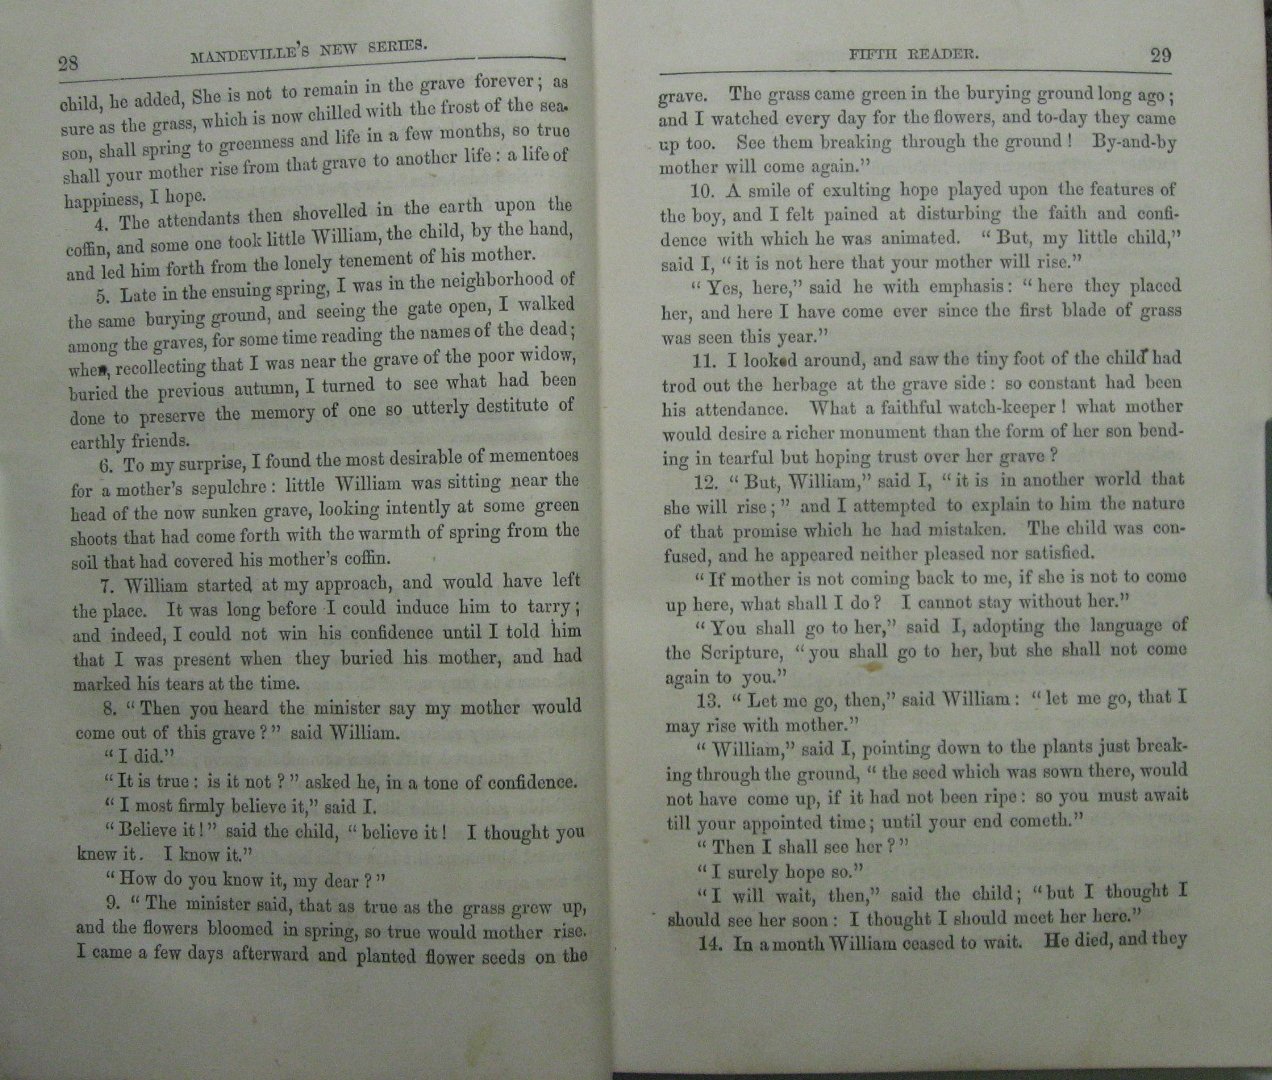 28 MANDEVILLE'S NEW SERIES.
child, he added, She is not to remain in the grave forever; as
sure as the grass, which is now chilled with the frost of the sea-
son, shall spring to greenness and life in a few months, so true
shall your mother rise from that grave to another life: a life of
happiness, I hope.
4. The attendants then shovelled in the earth upon the
coffin, and some one took little William, the child, by the hand,
and led him forth from the lonely tenement of his mother.
5. Late in the ensuing spring, I was in the neighborhood of
the same burying ground, and seeing the gate open, I walked
among the graves, for some time reading the names of the dead;
when, recollecting that I was near the grave of the poor widow,
buried the previous autumn, I turned to see what had been
done to preserve the memory of one so utterly destitute of
earthly friends.
6. To my surprise, I found the most desirable of mementoes
for a mother's sepulchre: little William was sitting near the
head of the now sunken grave, looking intently at some green
shoots that had come forth with the warmth of spring from the
soil that had covered his mother's coffin.
7. William started at my approach, and would have left
the place. It was long before I could induce him to tarry;
and indeed, I could not win his confidence until I told him
that I was present when they buried his mother, and had
marked his tears at the time.
8. "Then you heard the minister say my mother would
come out of this grave?" said William.
"I did."
"It is true: is it not?" asked he, in a tone of confidence.
"I most firmly believe it," said I.
"Believe it!" said the child, "believe it! I thought you
knew it. I know it."
"How do you know it, my dear?"
9. "The minister said, that as true as the grass grew up,
and the flowers bloomed in spring, so true would mother rise.
I came a few days afterward and planted flower seeds on the
FIFTH READER. 29
grave. The grass came green in the burying ground long ago;
and I watched every day for the flowers, and to-day they came
up too. See them breaking through the ground! By-and-by
mother will come again."
10. A smile of exulting hope played upon the features of
the boy, and I felt pained at disturbing the faith and confi-
dence with which he was animated. "But, my little child,"
said I, "it is not here that your mother will rise."
"Yes, here," said he with emphasis: "here they placed
her, and here I have come ever since the first blade of grass
was seen this year."
11. I looked around, and saw the tiny foot of the child had
trod out the herbage at the grave side: so constant had been
his attendance. What a faithful watch-keeper! what mother
would desire a richer monument than the form of her son bend-
ing in tearful but hoping trust over her grave?
12. "But, William," said I, "it is in another world that
she will rise;" and I attempted to explain to him the nature
of that promise which he had mistaken. The child was con-
fused, and he appeared neither pleased nor satisfied.
"If mother is not coming back to me, if she is not to come
up here, what shall I do? I cannot stay without her."
"You shall go to her," said I, adopting the language of
the Scripture, "you shall go to her, but she shall not come
again to you."
13. "Let me go, then," said William: "let me go, that I
may rise with mother."
"William," said I, pointing down to the plants just break-
ing through the ground, "the seed which was sown there, would
not have come up, if it had not been ripe: so you must await
till your appointed time; until your end cometh."
"Then I shall see her?"
"I surely hope so."
"I will wait, then," said the child; "but I thought I
should see her soon: I thought I should meet her here."
14. In a month William ceased to wait. He died, and they